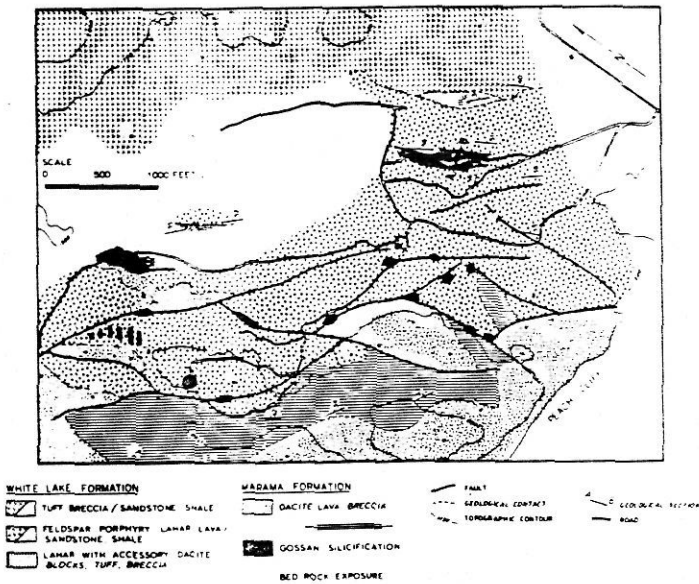 SCALE
0 500 1000 FEET
WHITE LAKE FORMATION
TUFF BRECCIA / SANDSTONE SHALE
FELDSPAR PORPHYRY LAHAR LAVA /
SANDSTONE SHALE
LAHAR WITH ACCESSORY DACITE
BLOCKS, TUFF, BRECCIA
MARAMA FORMATION
DACITE LAVA BRECCIA
GOSSAN SILICIFICATION
BED ROCK EXPOSURE
FAULT
GEOLOGICAL CONTACT
TOPOGRAPHIC CONTOUR
GEOLOGICAL SECTION
ROAD